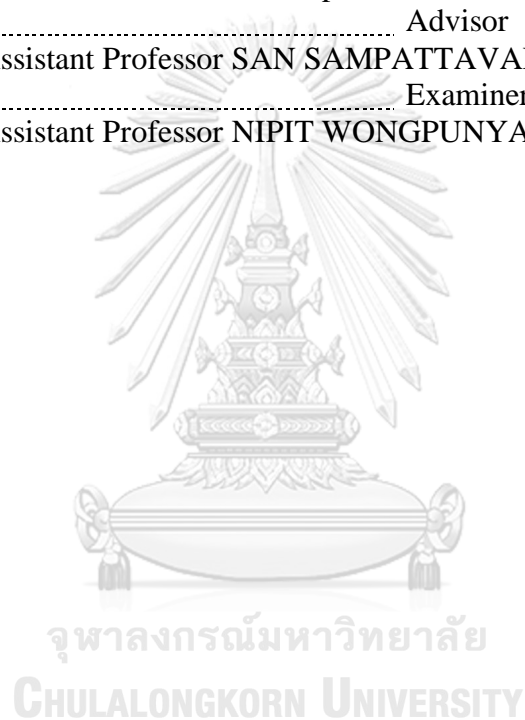 Advisor
ssistant Professor SAN SAMPATTAVA
Examiner
ssistant Professor NIPIT WONGPUNYA
จุฬาลงกรณ์มหาวิทยาลัย
CHULALONGKORN UNIVERSITY